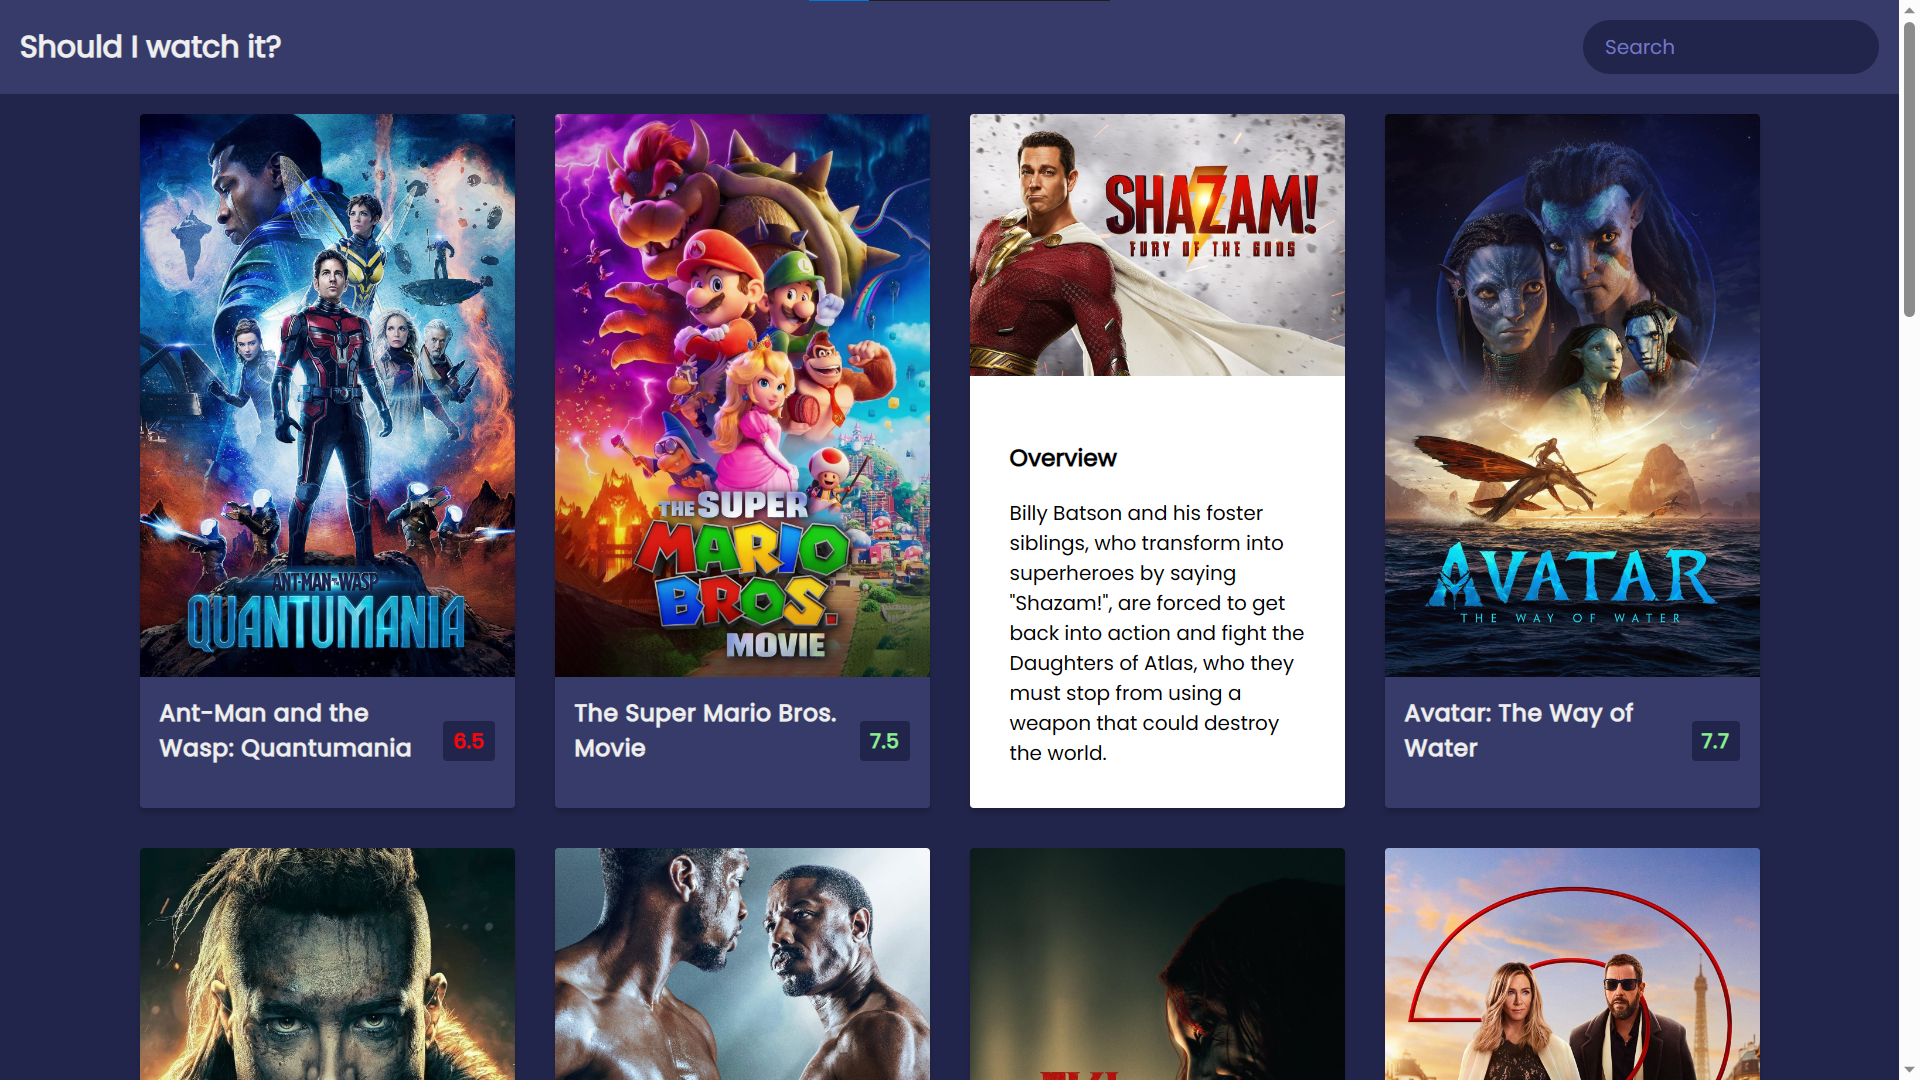 Should I watch it?
Search
ANT-MAN AND THE WASP
QUANTUMANIA
Ant-Man and the
Wasp: Quantumania
6.5
THE SUPER
MARIO
BROS.
MOVIE
The Super Mario Bros.
Movie
7.5
SHAZAM!
FURY OF THE GODS
Overview
Billy Batson and his foster
siblings, who transform into
superheroes by saying
"Shazam!", are forced to get
back into action and fight the
Daughters of Atlas, who they
must stop from using a
weapon that could destroy
the world.
AVATAR
THE WAY OF WATER
Avatar: The Way of
Water
7.7